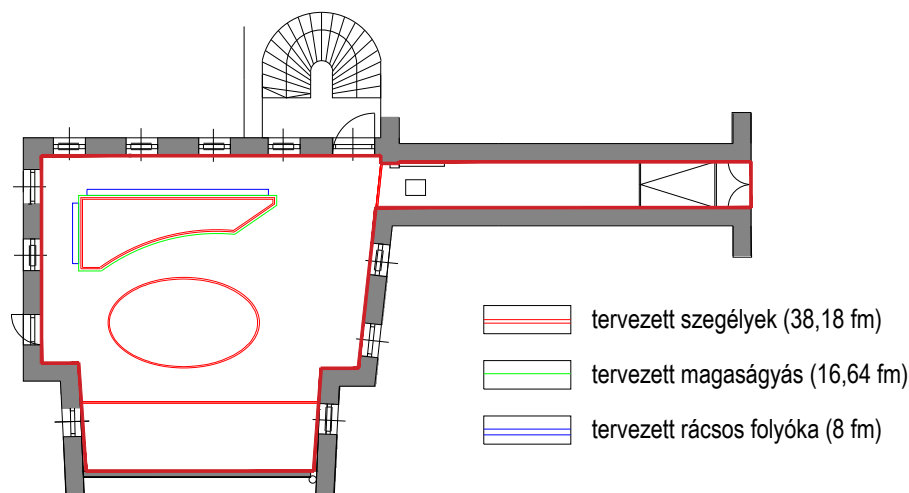 tervezett szegélyek (38,18 fm)
tervezett magaságyás (16,64 fm)
tervezett rácsos folyóka (8 fm)